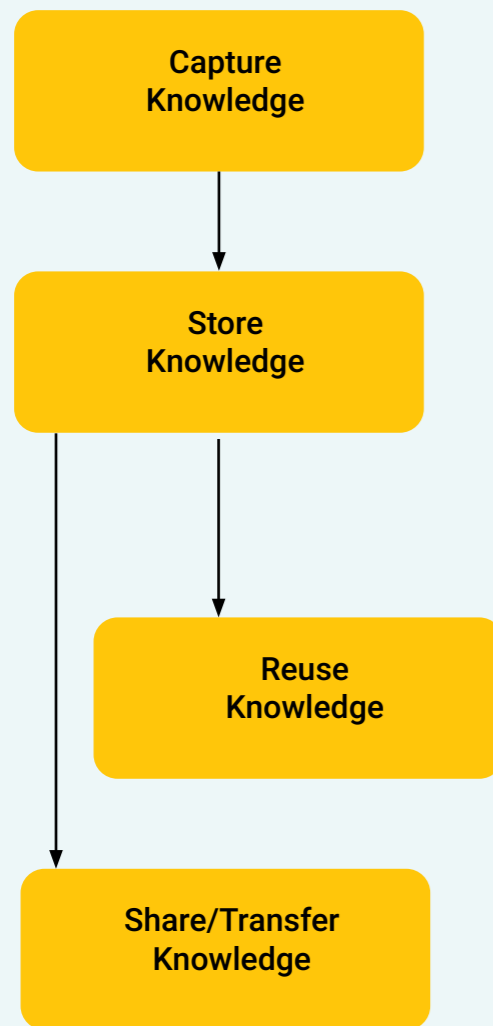 Capture
Knowledge
Store
Knowledge
Reuse
Knowledge
Share/Transfer
Knowledge